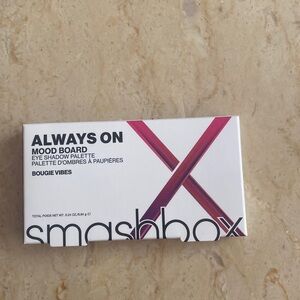 ALWAYS ON
MOOD BOARD
EYE SHADOW PALETTE
PALETTE D'OMBRES À PAUPIÈRES
BOUGIE VIBES
smashbox